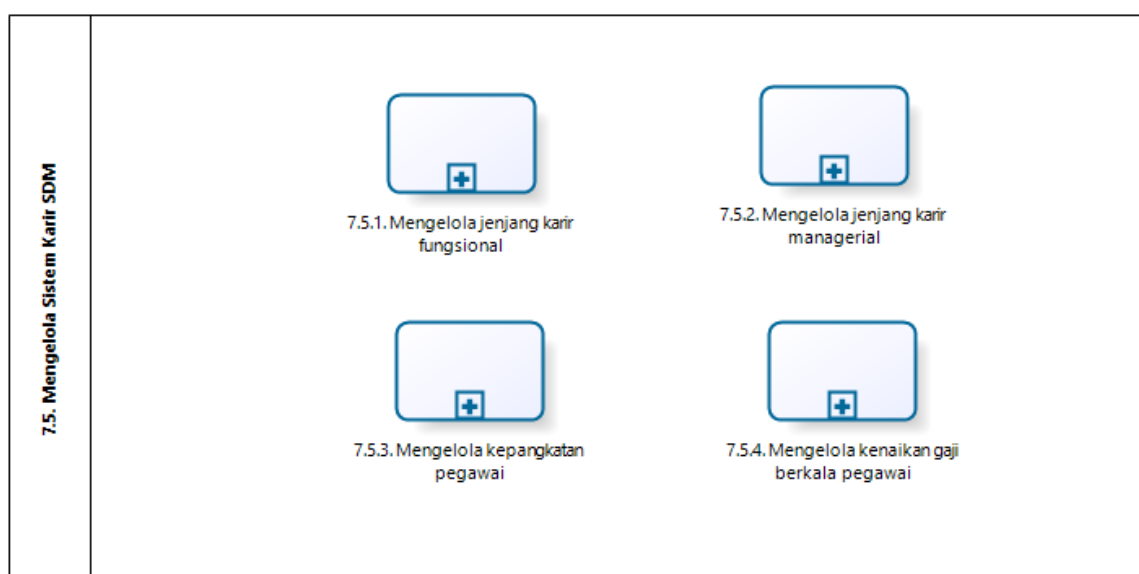 7.5. Mengelola Sistem Karir SDM
7.5.1. Mengelola jenjang karir
fungsional
7.5.2. Mengelola jenjang karir
managerial
7.5.3. Mengelola kepangkatan
pegawai
7.5.4. Mengelola kenaikan gaji
berkala pegawai